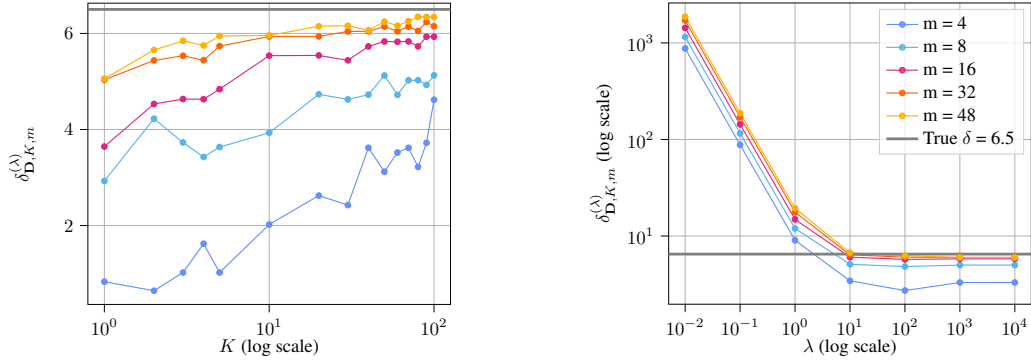 6
4
2
δ^{(λ)}_{D,K,m}
10^0
10^1
10^2
K (log scale)
10^3
10^2
10^1
δ^{(λ)}_{D,K,m} (log scale)
10^{-2}
10^{-1}
10^0
10^1
10^2
10^3
10^4
λ (log scale)
m = 4
m = 8
m = 16
m = 32
m = 48
True δ = 6.5